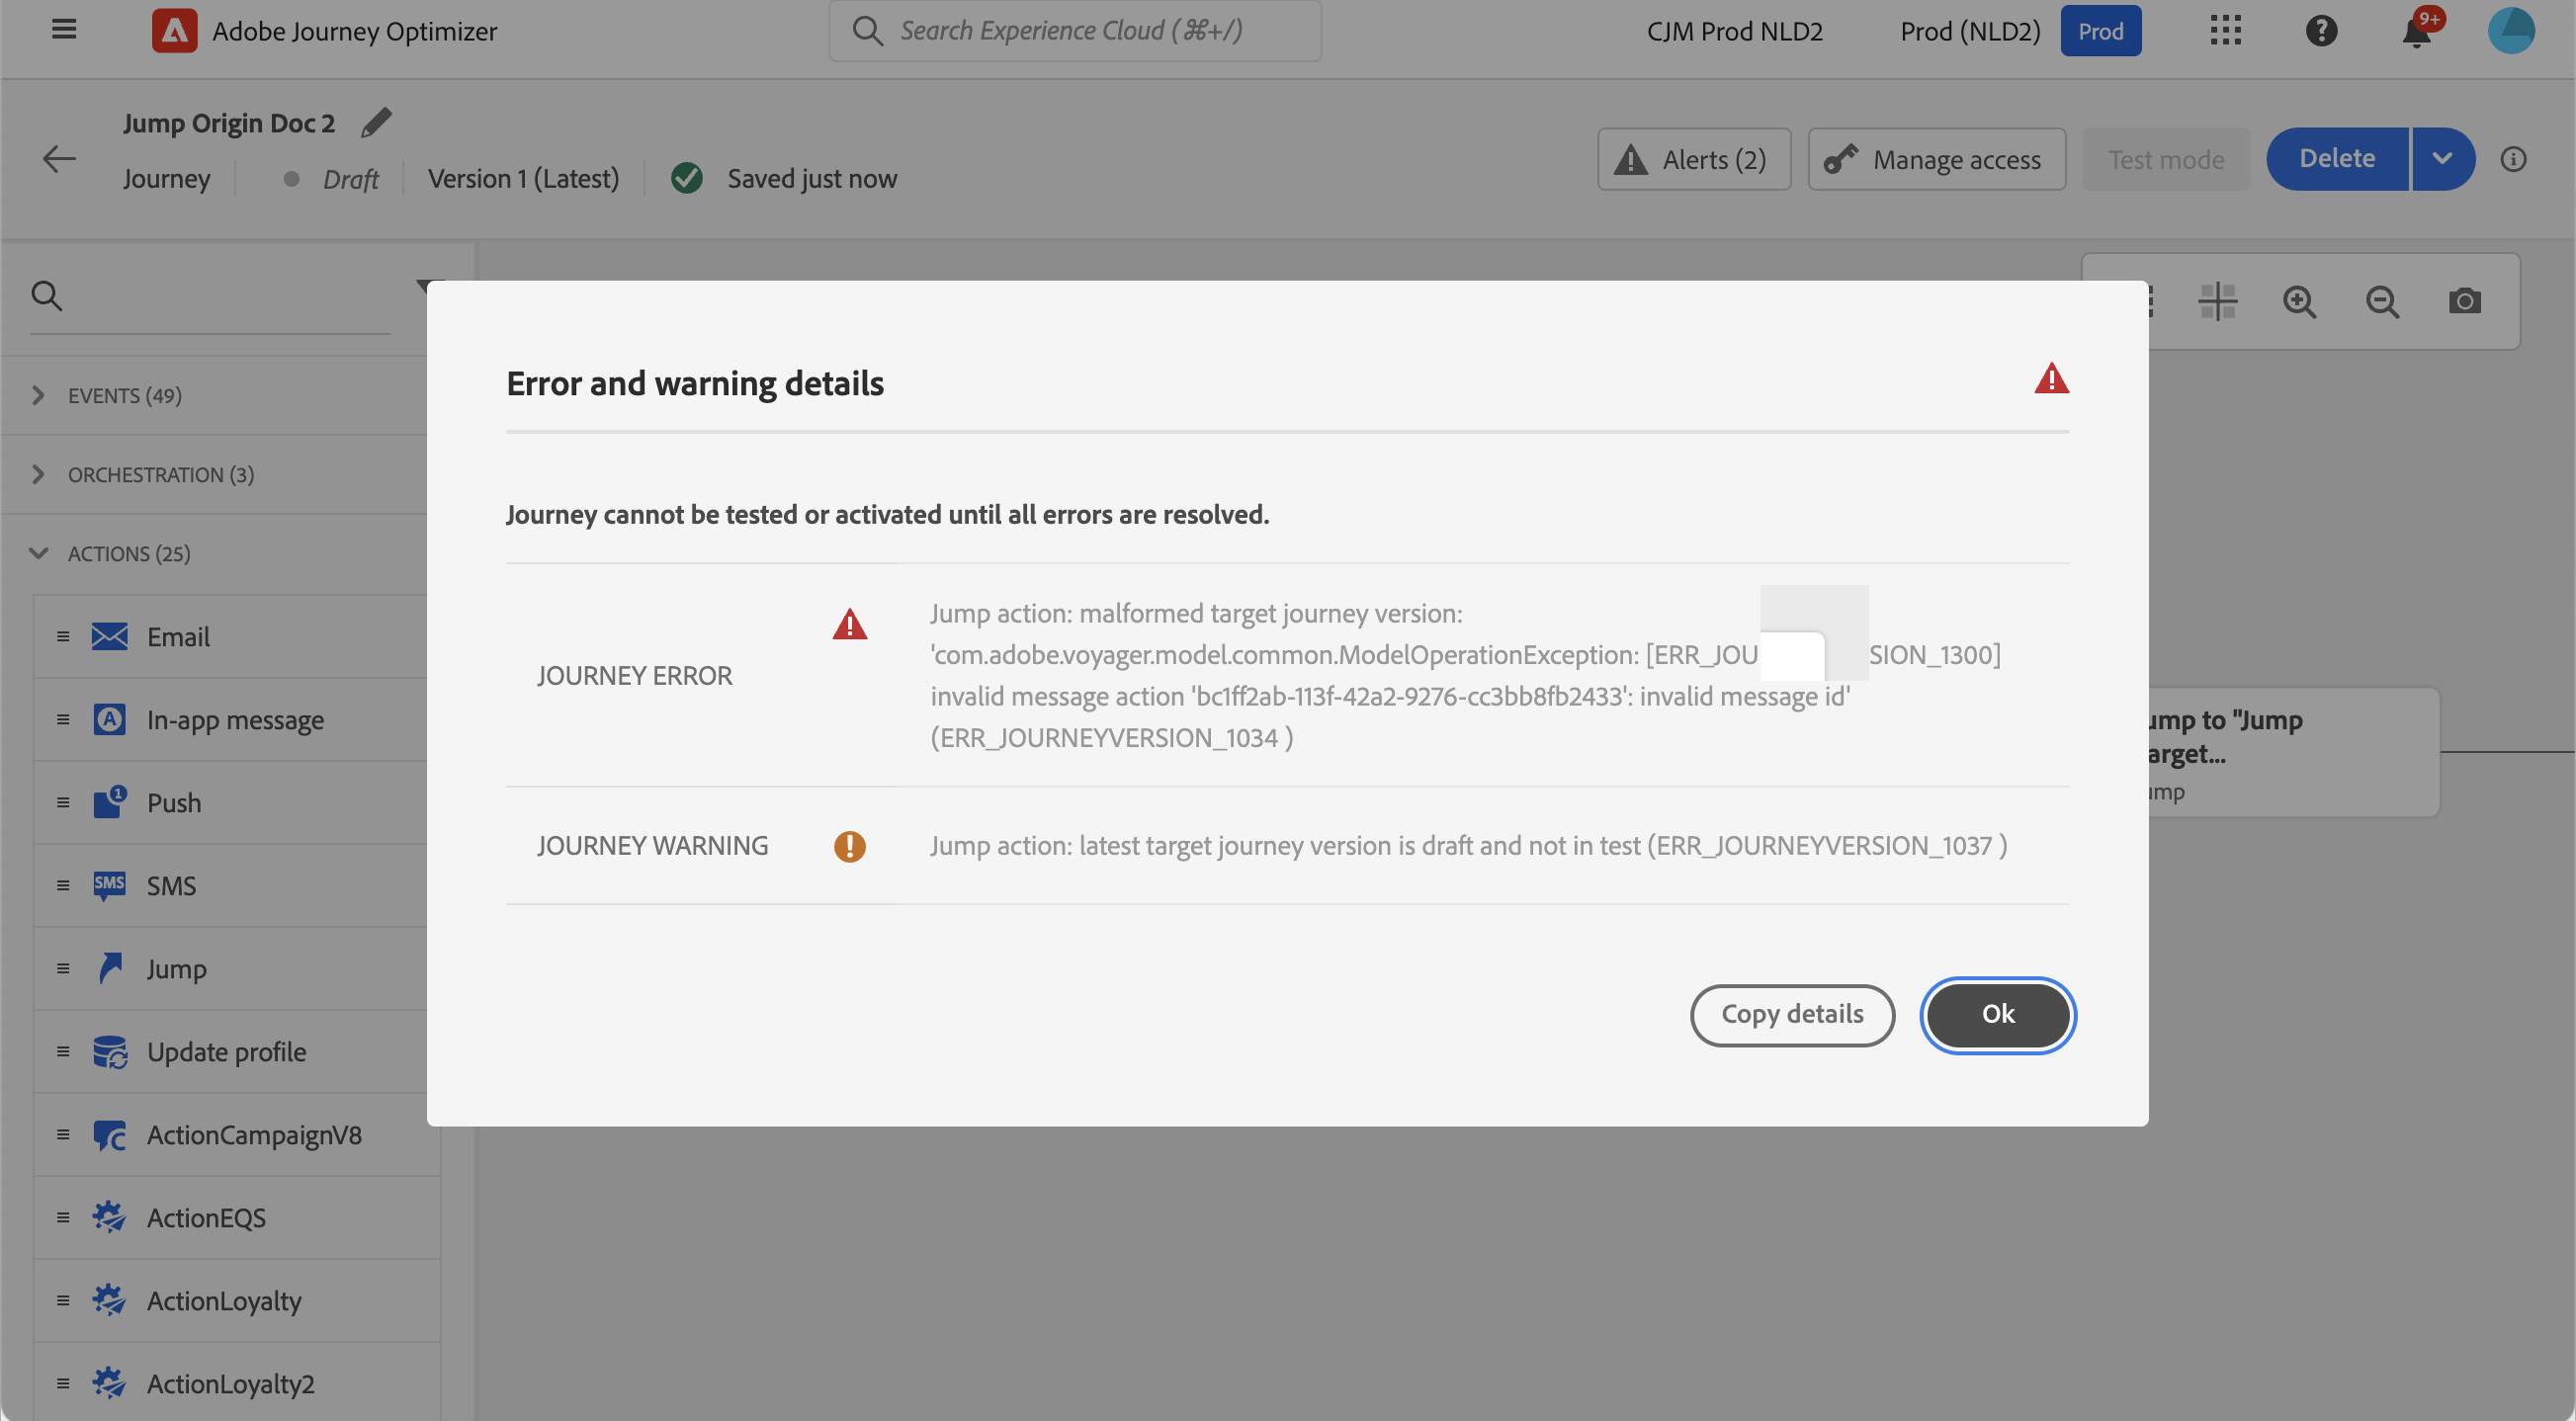 Adobe Journey Optimizer
Search Experience Cloud (⌘+/)
CJM Prod NLD2
Prod (NLD2)
Prod
9+
Jump Origin Doc 2
Journey
Draft
Version 1 (Latest)
Saved just now
Alerts (2)
Manage access
Test mode
Delete
EVENTS (49)
ORCHESTRATION (3)
ACTIONS (25)
Email
In-app message
Push
SMS
SMS
Jump
Update profile
ActionCampaignV8
ActionEQS
ActionLoyalty
ActionLoyalty2
Error and warning details
Journey cannot be tested or activated until all errors are resolved.
JOURNEY ERROR
Jump action: malformed target journey version:
'com.adobe.voyager.model.common.ModelOperationException: [ERR_JOU SION_1300]
invalid message action 'bc1ff2ab-113f-42a2-9276-cc3bb8fb2433': invalid message id'
(ERR_JOURNEYVERSION_1034 )
JOURNEY WARNING
Jump action: latest target journey version is draft and not in test (ERR_JOURNEYVERSION_1037 )
Copy details
Ok
ump to "Jump
arget...
ump